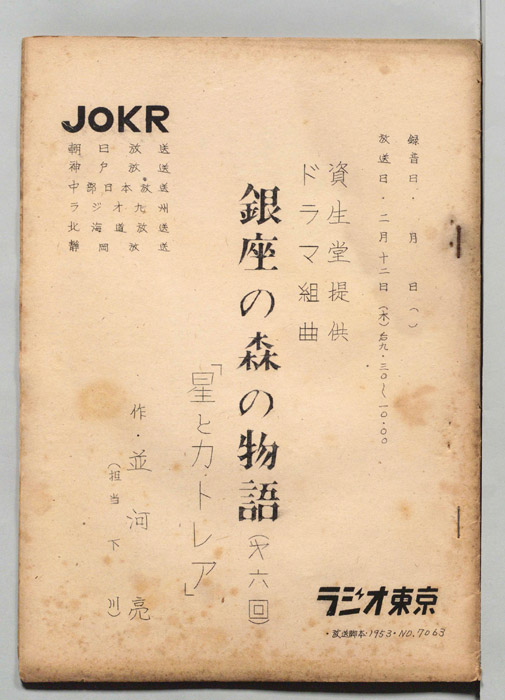 JOKR
朝日放送
神戸放送
中部日本放送
ラジオ九州
北海道放送
静岡放送
録音日・ 月 日( )
放送日・二月十二日(木)后九・三〇~一〇・〇〇
資生堂提供
ドラマ組曲
銀座の森の物語(才六回)
「星とカ・トレア」
作・並河 亮
(担当下川)
ラジオ東京
・放送脚本・1953・NO.7063